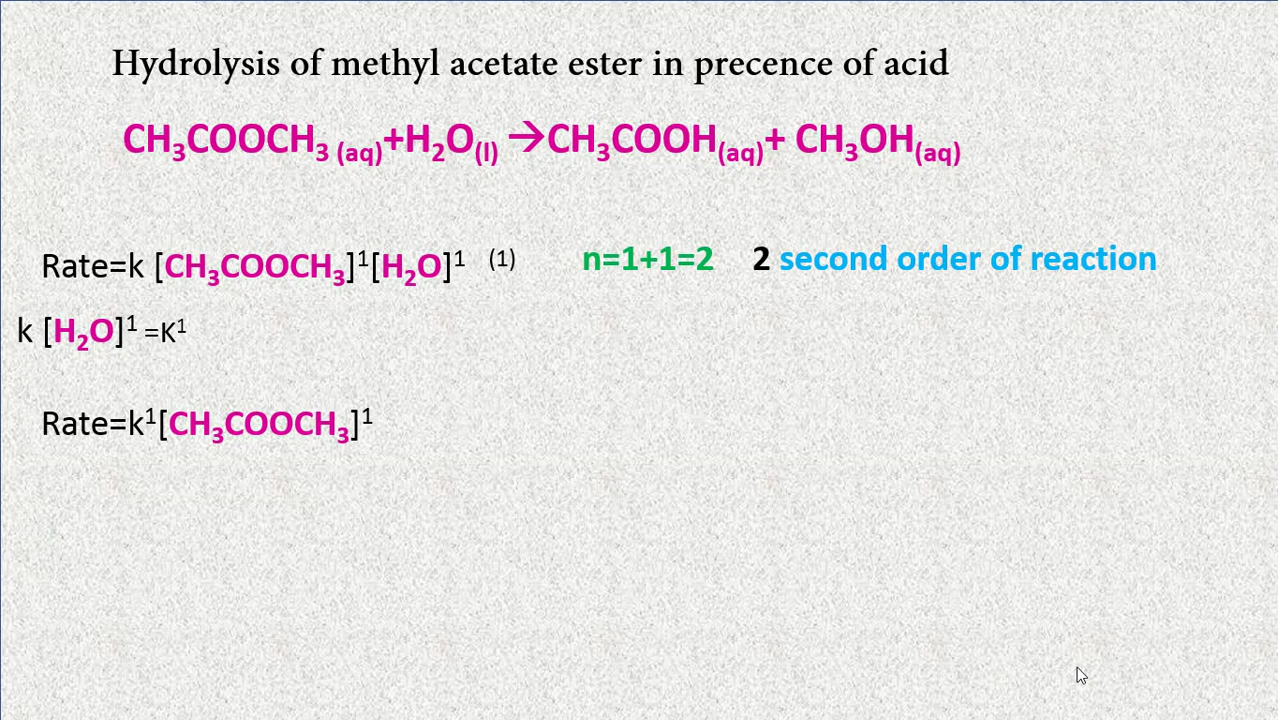 Hydrolysis of methyl acetate ester in precence of acid
CH₃COOCH₃ (aq)+H₂O(l) →CH₃COOH(aq)+ CH₃OH(aq)
Rate=k [CH₃COOCH₃]¹[H₂O]¹ (1) n=1+1=2 2 second order of reaction
k [H₂O]¹ =K¹
Rate=k¹[CH₃COOCH₃]¹